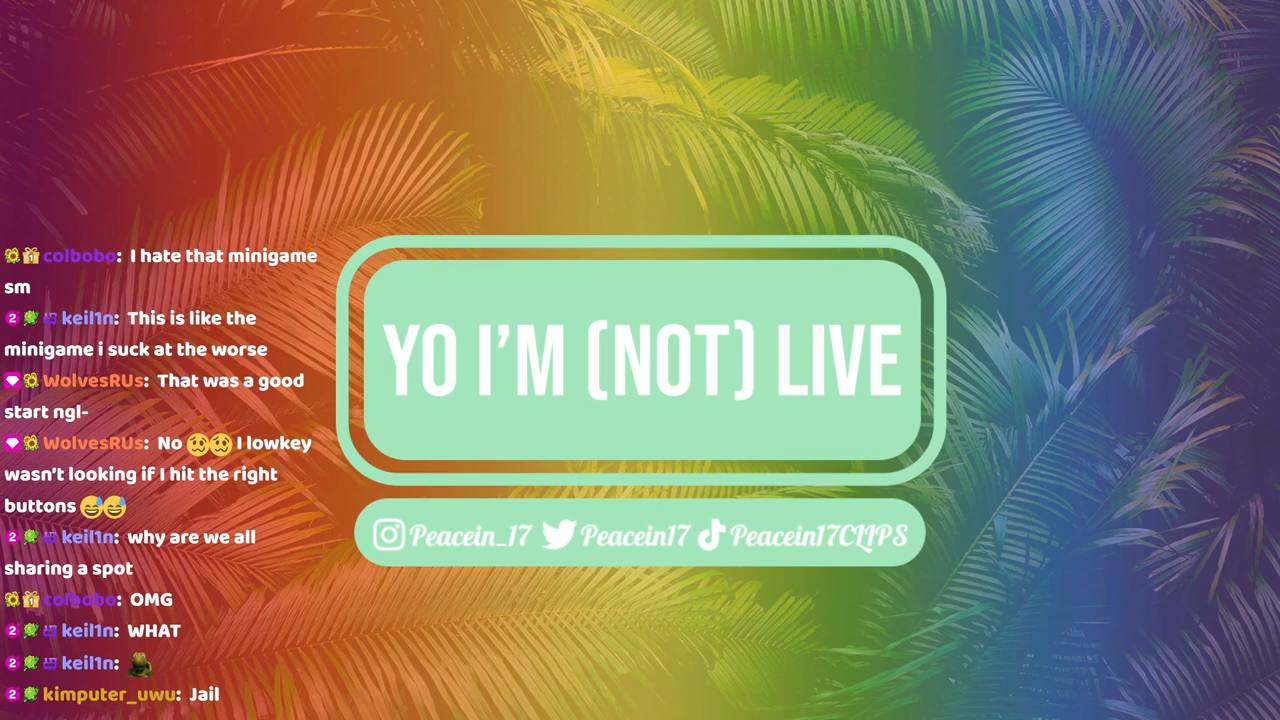 colbobo: I hate that minigame
sm
keil1n: This is like the
minigame i suck at the worse
WolvesRUs: That was a good
start ngl-
WolvesRUs: No 🥴🥴 I lowkey
wasn't looking if I hit the right
buttons 😅😅
keil1n: why are we all
sharing a spot
colbobo: OMG
keil1n: WHAT
keil1n:
kimputer_uwu: Jail
YO I'M (NOT) LIVE
Peacein_17 Peacein17 Peacein17CLIPS